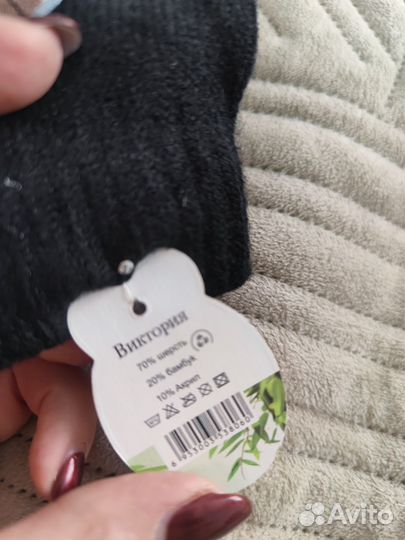 Виктория
70% шерсть
20% бамбук
10% Акрил
Avito